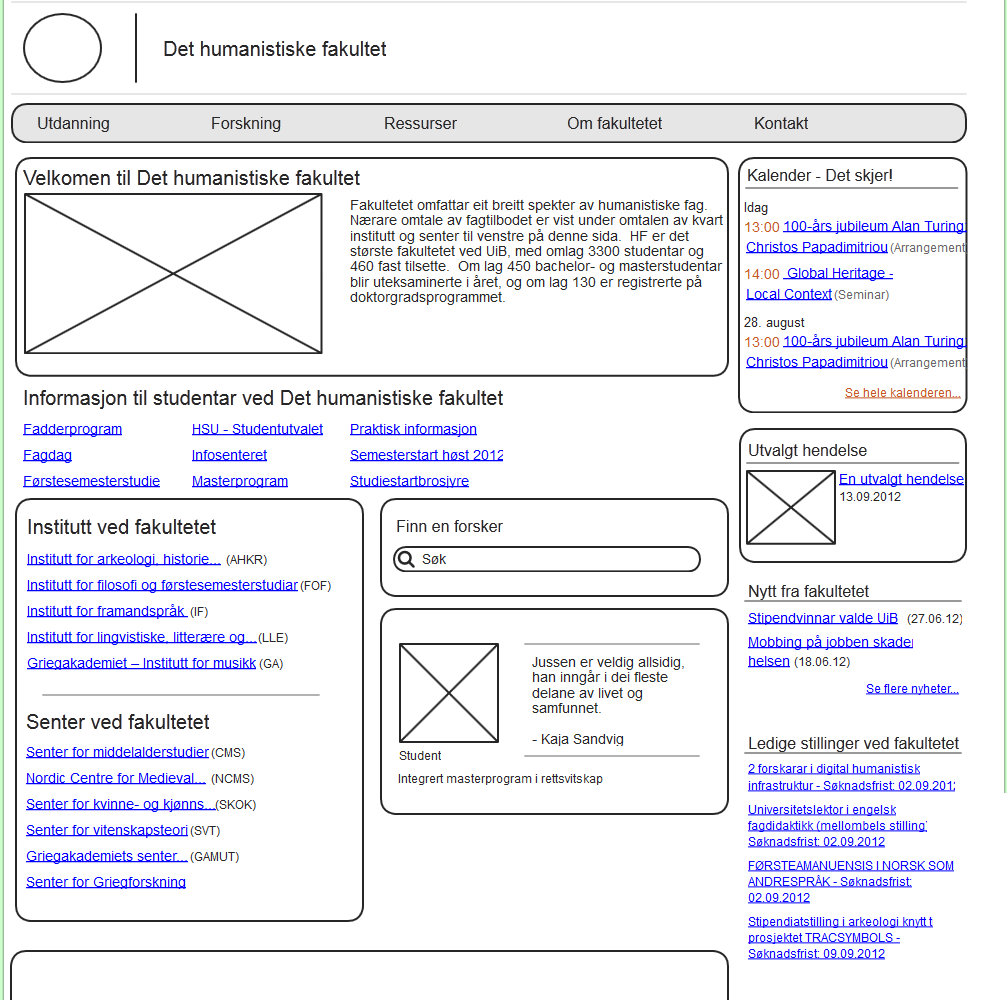 Det humanistiske fakultet
Utdanning Forskning Ressurser Om fakultetet Kontakt
Velkomen til Det humanistiske fakultet
Fakultetet omfattar eit breitt spekter av humanistiske fag.
Nærare omtale av fagtilbodet er vist under omtalen av kvart
institutt og senter til venstre på denne sida. HF er det
største fakultetet ved UiB, med omlag 3300 studentar og
460 fast tilsette. Om lag 450 bachelor- og masterstudentar
blir uteksaminerte i året, og om lag 130 er registrerte på
doktorgradsprogrammet.
Informasjon til studentar ved Det humanistiske fakultet
Fadderprogram HSU - Studentutvalet Praktisk informasjon
Fagdag Infosenteret Semesterstart høst 2012
Førstesemesterstudie Masterprogram Studiestartbrosjyre
Institutt ved fakultetet
Institutt for arkeologi, historie... (AHKR)
Institutt for filosofi og førstesemesterstudiar (FOF)
Institutt for framandspråk (IF)
Institutt for lingvistiske, litterære og... (LLE)
Griegakademiet – Institutt for musikk (GA)
Senter ved fakultetet
Senter for middelalderstudier (CMS)
Nordic Centre for Medieval... (NCMS)
Senter for kvinne- og kjønns... (SKOK)
Senter for vitenskapsteori (SVT)
Griegakademiets senter... (GAMUT)
Senter for Griegforskning
Finn en forsker
Søk
Jussen er veldig allsidig,
han inngår i dei fleste
delane av livet og
samfunnet.
- Kaja Sandvig
Student
Integrert masterprogram i rettsvitskap
Kalender - Det skjer!
Idag
13:00 100-års jubileum Alan Turing,
Christos Papadimitriou (Arrangement
14:00 Global Heritage -
Local Context (Seminar)
28. august
13:00 100-års jubileum Alan Turing,
Christos Papadimitriou (Arrangement
Se hele kalenderen...
Utvalgt hendelse
En utvalgt hendelse
13.09.2012
Nytt fra fakultetet
Stipendvinnar valde UiB (27.06.12)
Mobbing på jobben skader
helsen (18.06.12)
Se flere nyheter...
Ledige stillinger ved fakultetet
2 forskarar i digital humanistisk
infrastruktur - Søknadsfrist: 02.09.2012
Universitetslektor i engelsk
fagdidaktikk (mellombels stilling)
Søknadsfrist: 02.09.2012
FØRSTEAMANUENSIS I NORSK SOM
ANDRESPRÅK - Søknadsfrist:
02.09.2012
Stipendiatstilling i arkeologi knytt t
prosjektet TRACSYMBOLS -
Søknadsfrist: 09.09.2012